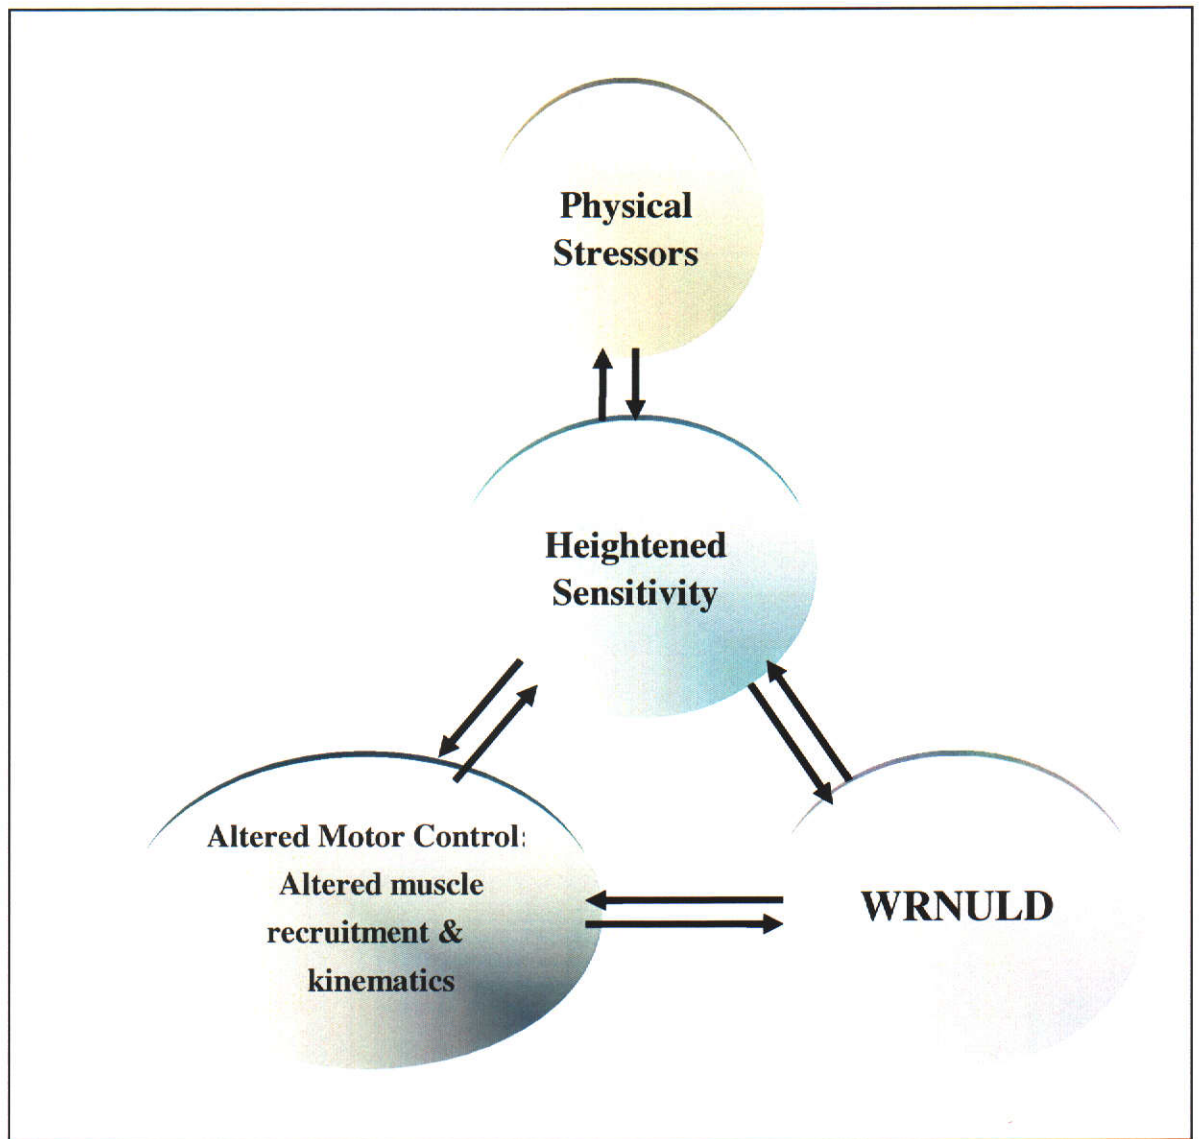 Physical
Stressors
Heightened
Sensitivity
Altered Motor Control:
Altered muscle
recruitment &
kinematics
WRNULD